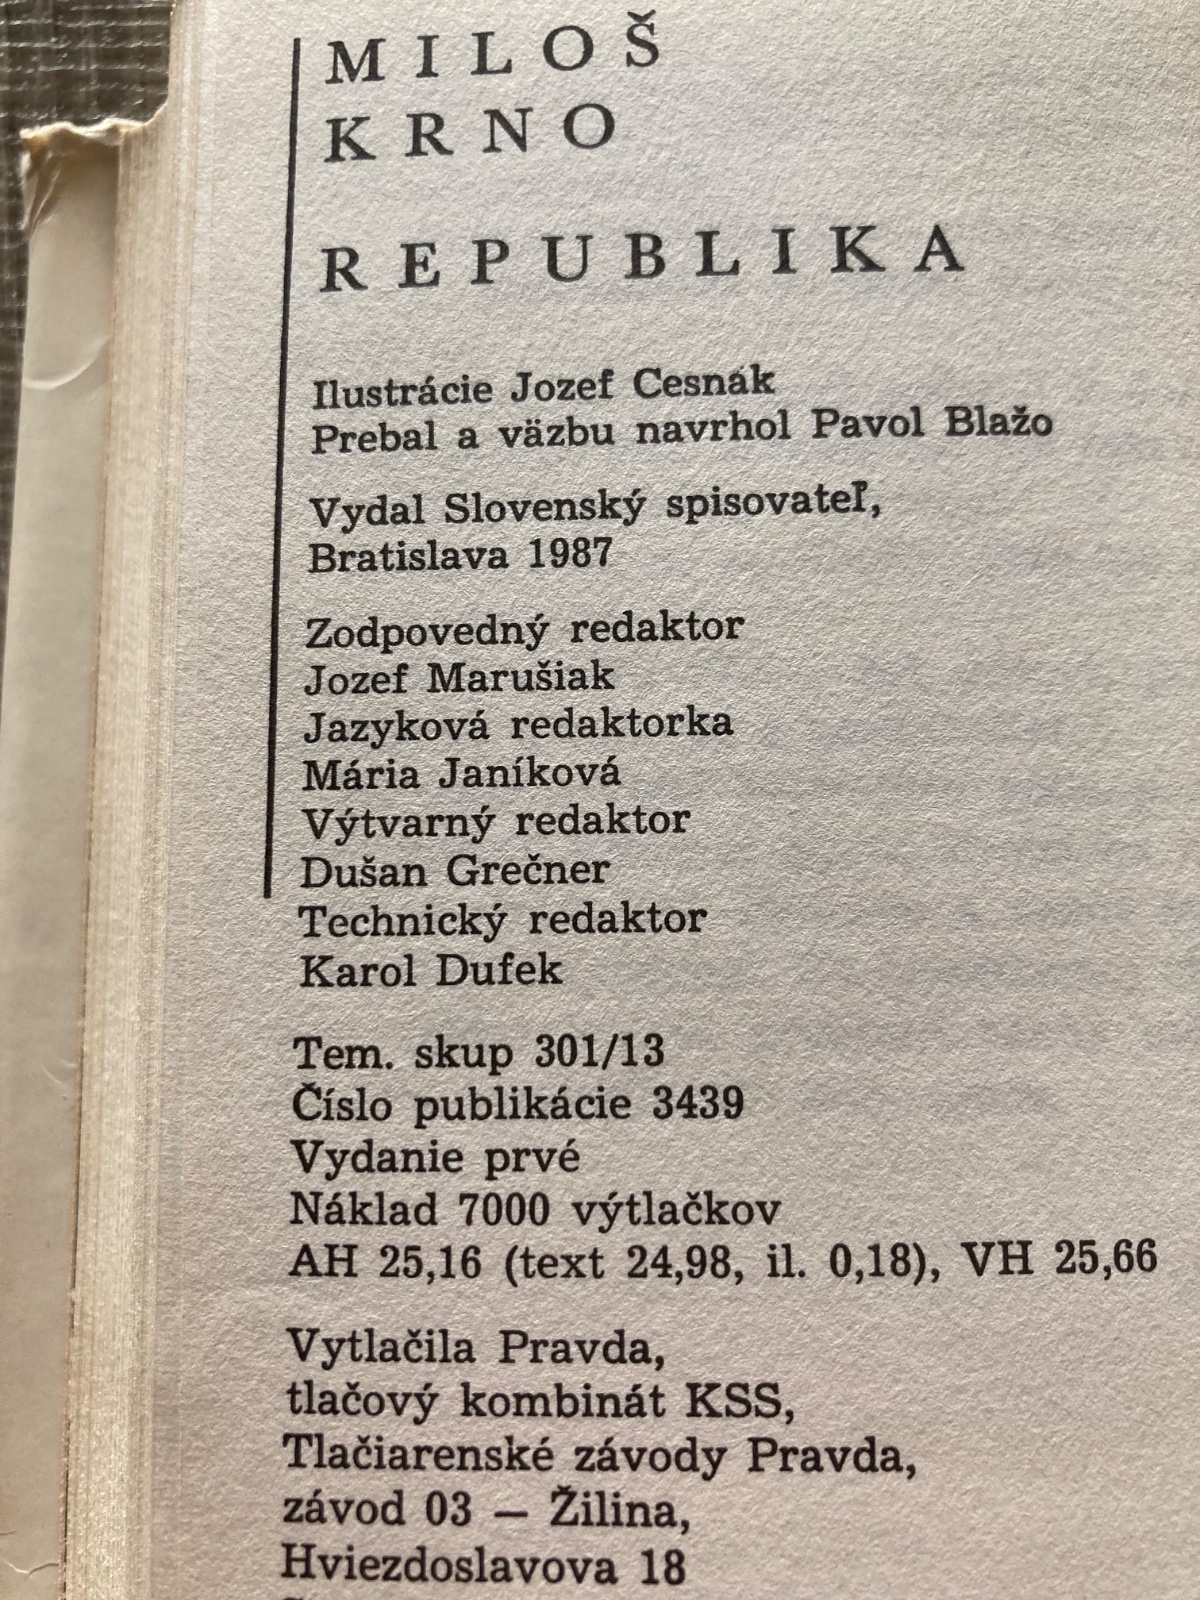 MILOŠ
KRNO
REPUBLIKA
Ilustrácie Jozef Cesnak
Prebal a väzbu navrhol Pavol Blažo
Vydal Slovenský spisovateľ,
Bratislava 1987
Zodpovedný redaktor
Jozef Marušiak
Jazyková redaktorka
Mária Janíková
Výtvarný redaktor
Dušan Grečner
Technický redaktor
Karol Dufek
Tem. skup 301/13
Číslo publikácie 3439
Vydanie prvé
Náklad 7000 výtlačkov
AH 25,16 (text 24,98, il. 0,18), VH 25,66
Vytlačila Pravda,
tlačový kombinát KSS,
Tlačiarenské závody Pravda,
závod 03 — Žilina,
Hviezdoslavova 18